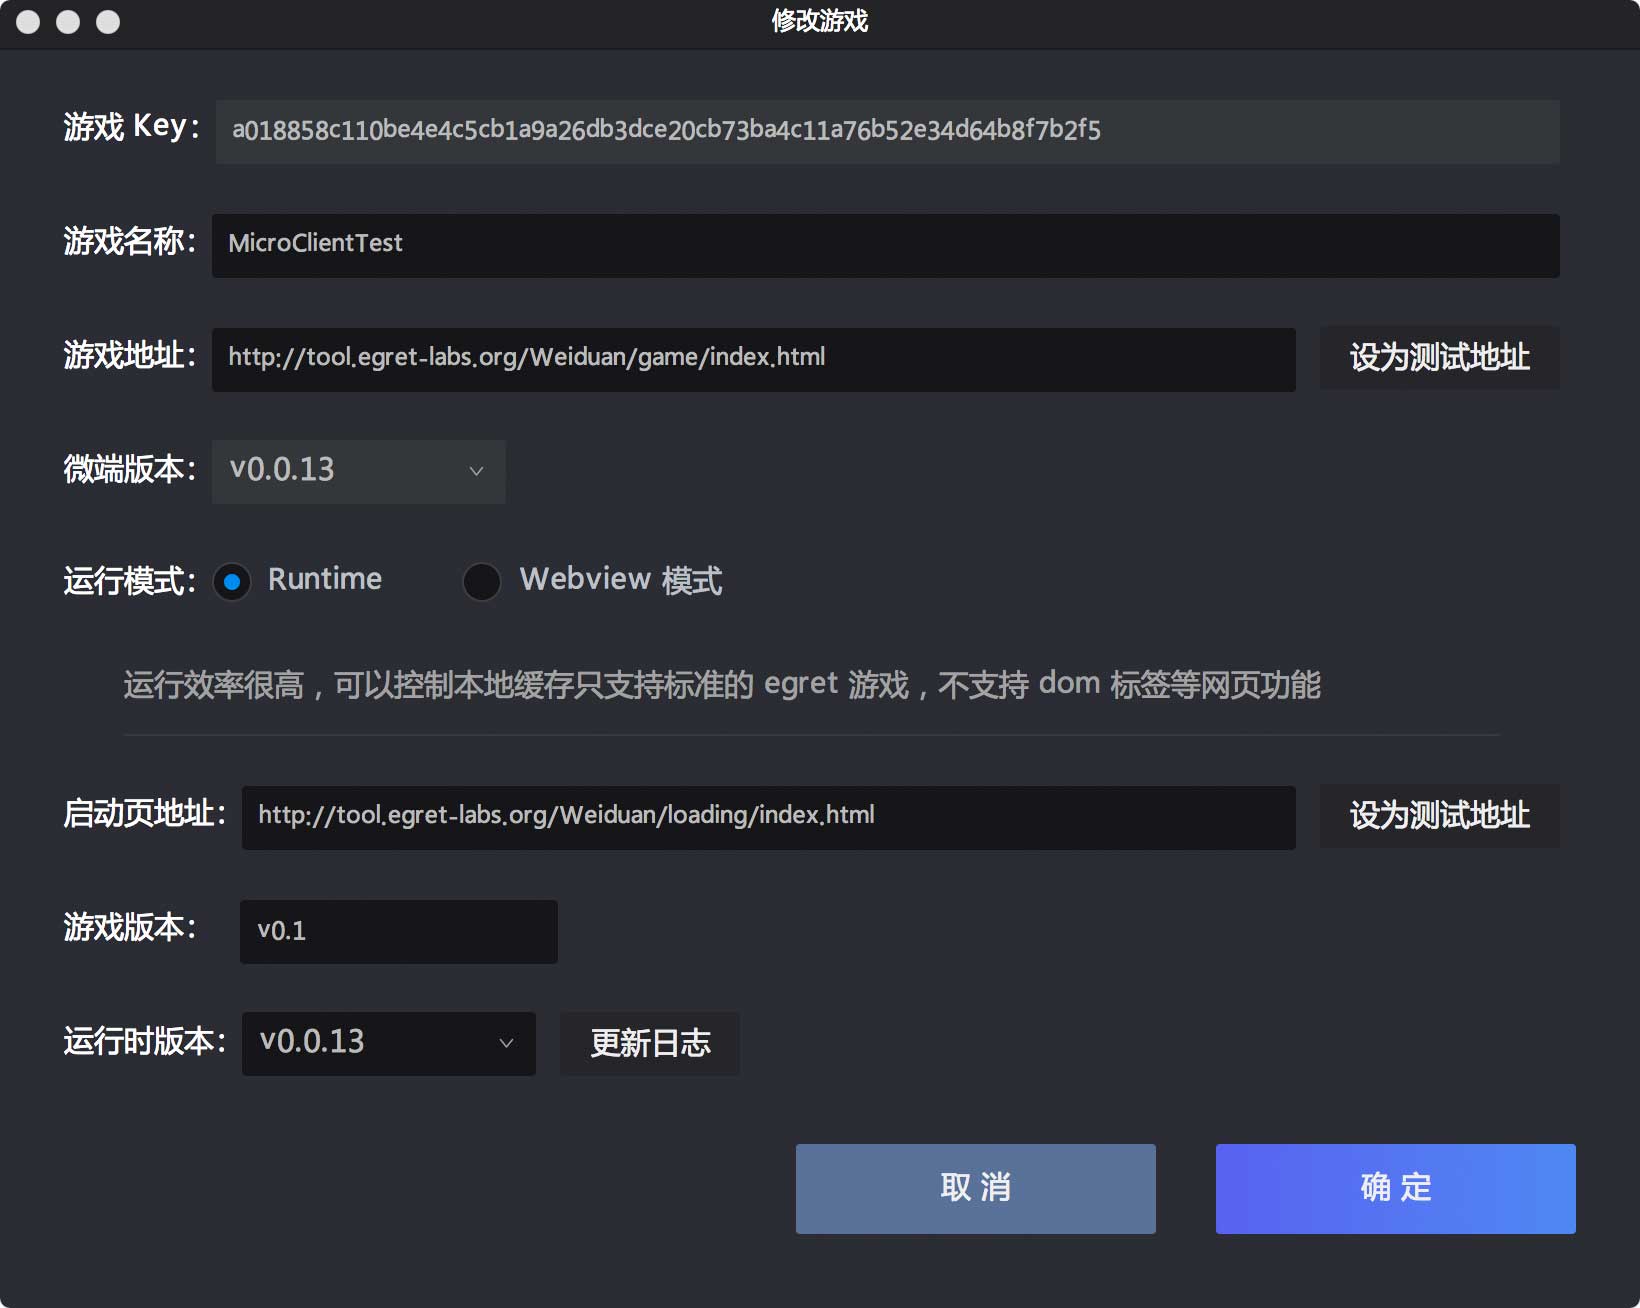 修改游戏
游戏 Key： a018858c110be4e4c5cb1a9a26db3dce20cb73ba4c11a76b52e34d64b8f7b2f5
游戏名称： MicroClientTest
游戏地址： http://tool.egret-labs.org/Weiduan/game/index.html 设为测试地址
微端版本： v0.0.13
运行模式： Runtime Webview 模式
运行效率很高，可以控制本地缓存只支持标准的 egret 游戏，不支持 dom 标签等网页功能
启动页地址： http://tool.egret-labs.org/Weiduan/loading/index.html 设为测试地址
游戏版本： v0.1
运行时版本： v0.0.13 更新日志
取 消 确 定